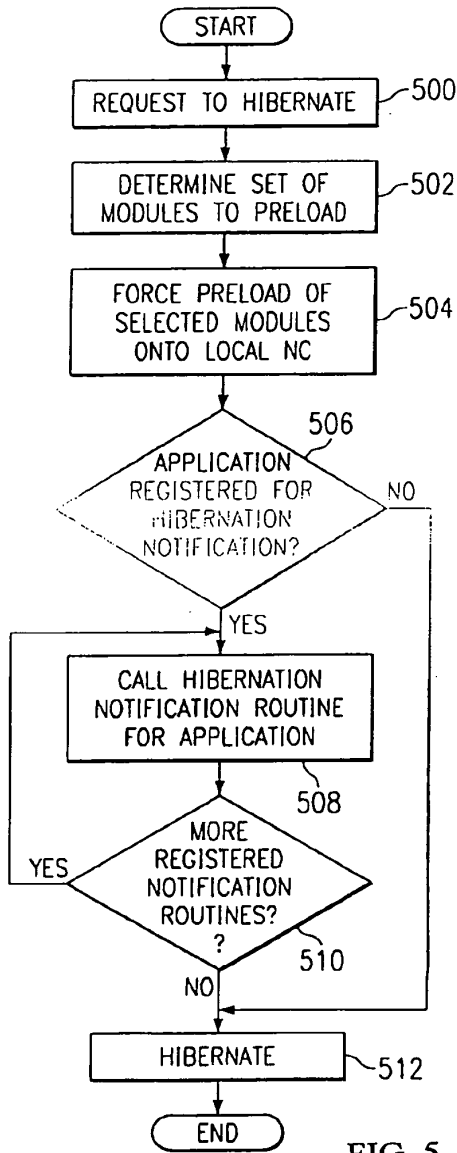 START
REQUEST TO HIBERNATE
500
DETERMINE SET OF
MODULES TO PRELOAD
502
FORCE PRELOAD OF
SELECTED MODULES
ONTO LOCAL NC
504
506
APPLICATION
REGISTERED FOR
HIBERNATION
NOTIFICATION?
NO
YES
CALL HIBERNATION
NOTIFICATION ROUTINE
FOR APPLICATION
508
MORE
REGISTERED
NOTIFICATION
ROUTINES?
?
YES
510
NO
HIBERNATE
512
END
FIG. 5